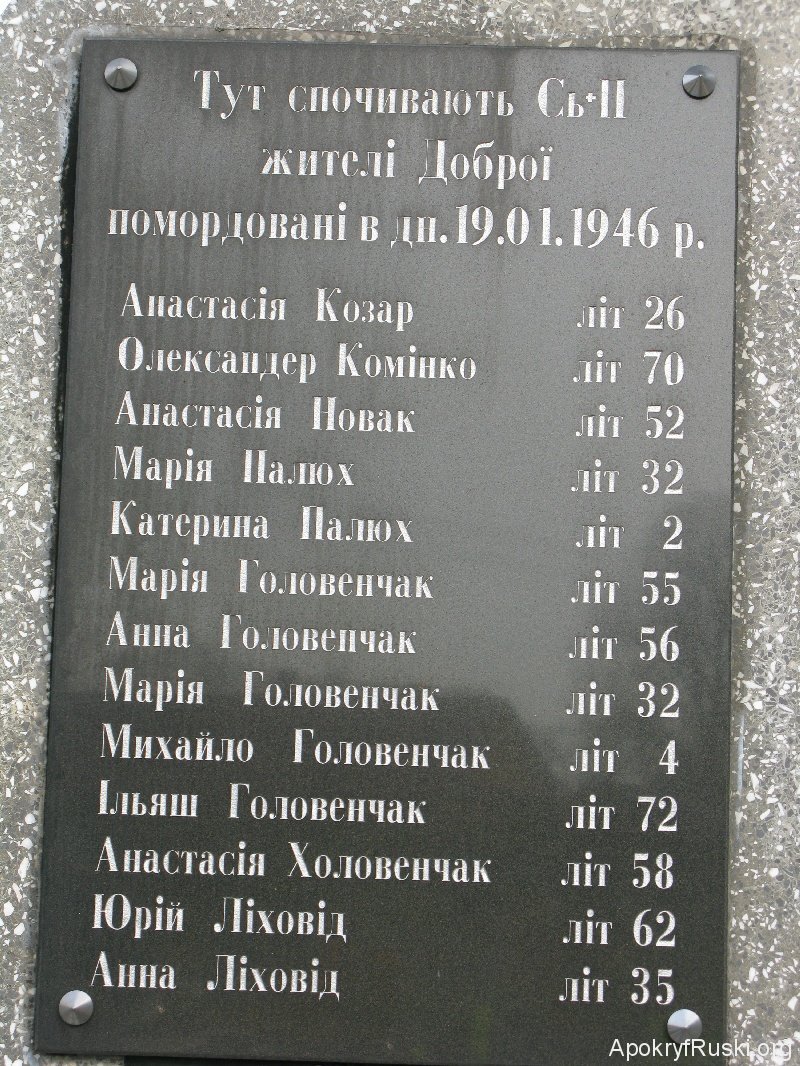 Тут спочивають Сь+П
жителі Доброї
помордовані в дн.19.01.1946 р.
Анастасія Козар літ 26
Олександер Комінко літ 70
Анастасія Новак літ 52
Марія Палюх літ 32
Катерина Палюх літ 2
Марія Головенчак літ 55
Анна Головенчак літ 56
Марія Головенчак літ 32
Михайло Головенчак літ 4
Ільяш Головенчак літ 72
Анастасія Холовенчак літ 58
Юрій Ліховід літ 62
Анна Ліховід літ 35
ApokryfRuski.org